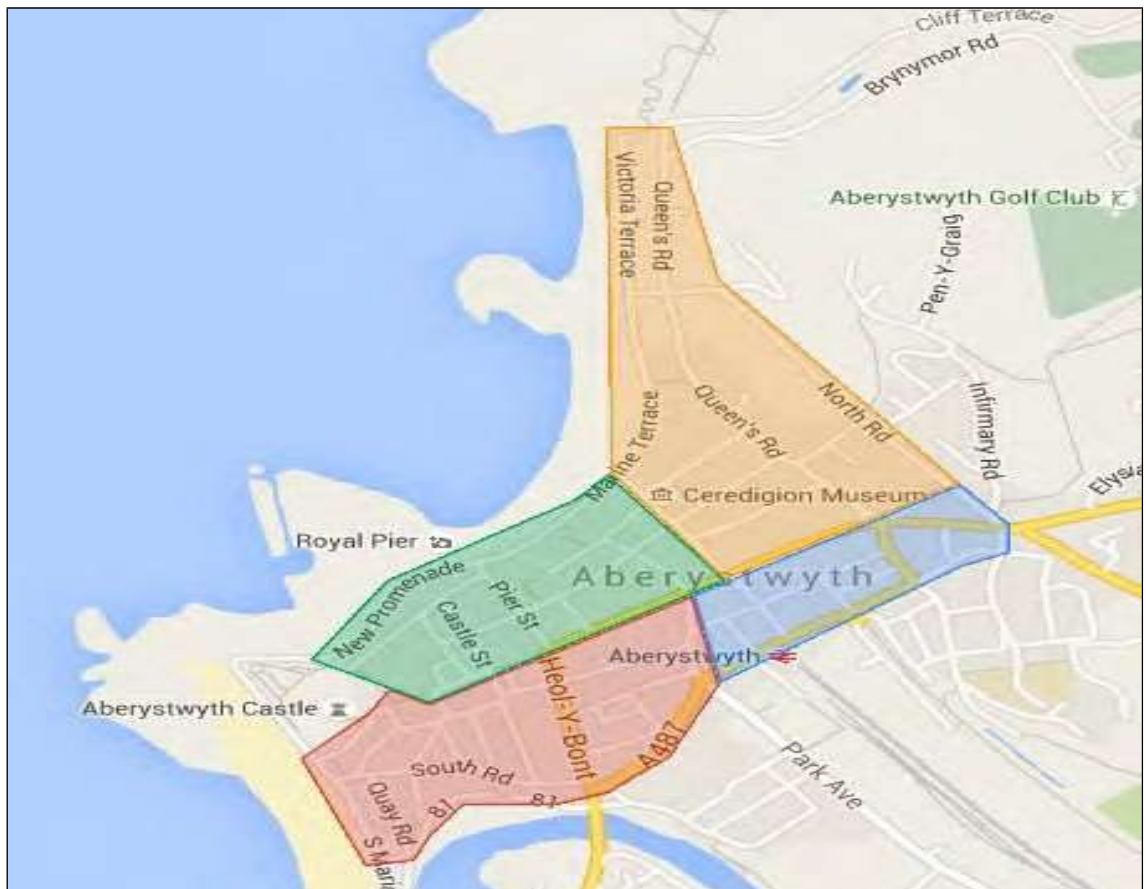 Cliff Terrace
Brynymor Rd
Victoria Terrace
Queen's Rd
Aberystwyth Golf Club
Pen-Y-Graig
Infirmary Rd
North Rd
Queen's Rd
Marine Terrace
Ceredigion Museum
Elysia
Royal Pier
Aberystwyth
New Promenade
Pier St
Castle St
Aberystwyth
Heol-Y-Bont
Aberystwyth Castle
A487
South Rd
Park Ave
Quay Rd
81
81
S Mari